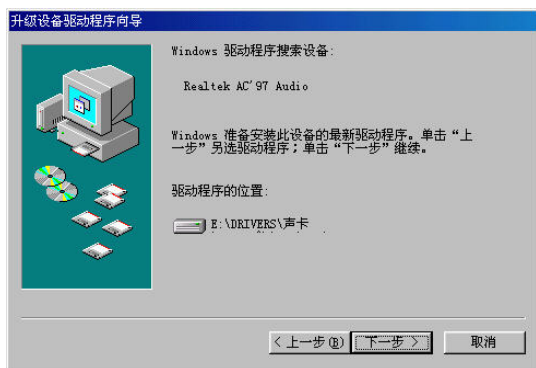 升级设备驱动程序向导
Windows 驱动程序搜索设备:
Realtek AC'97 Audio
Windows 准备安装此设备的最新驱动程序。单击“上
一步”另选驱动程序；单击“下一步”继续。
驱动程序的位置:
E:\DRIVERS\声卡
< 上一步(B)
下一步 >
取消